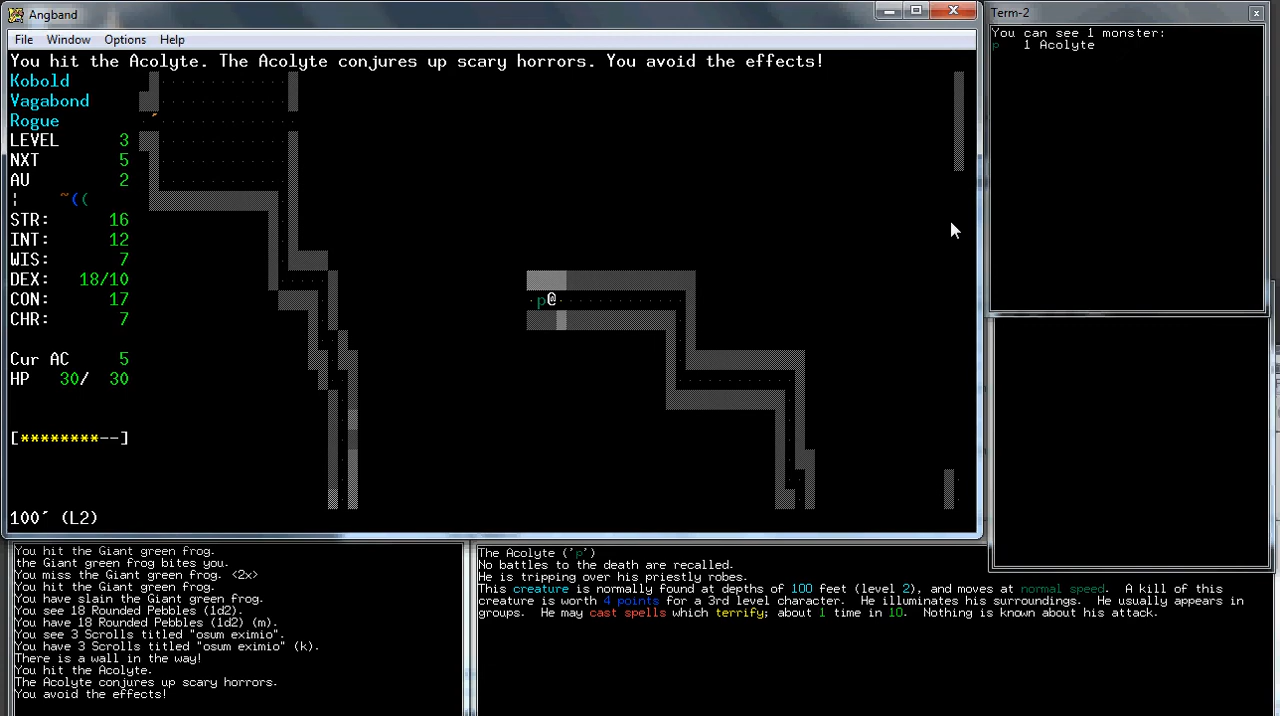 Angband
File Window Options Help
You hit the Acolyte. The Acolyte conjures up scary horrors. You avoid the effects!
Kobold
Vagabond
Rogue
LEVEL 3
NXT 5
AU 2
¦ ~((
STR: 16
INT: 12
WIS: 7
DEX: 18/10
CON: 17
CHR: 7
p@
Cur AC 5
HP 30/ 30
[********--]
100' (L2)
Term-2
You can see 1 monster:
p 1 Acolyte
You hit the Giant green frog.
the Giant green frog bites you.
You miss the Giant green frog. <2x>
You hit the Giant green frog.
You have slain the Giant green frog.
You see 18 Rounded Pebbles (1d2).
You have 18 Rounded Pebbles (1d2) (m).
You see 3 Scrolls titled "osum eximio".
You have 3 Scrolls titled "osum eximio" (k).
There is a wall in the way!
You hit the Acolyte.
The Acolyte conjures up scary horrors.
You avoid the effects!
The Acolyte ('p')
No battles to the death are recalled.
He is tripping over his priestly robes.
This creature is normally found at depths of 100 feet (level 2), and moves at normal speed. A kill of this
creature is worth 4 points for a 3rd level character. He illuminates his surroundings. He usually appears in
groups. He may cast spells which terrify; about 1 time in 10. Nothing is known about his attack.